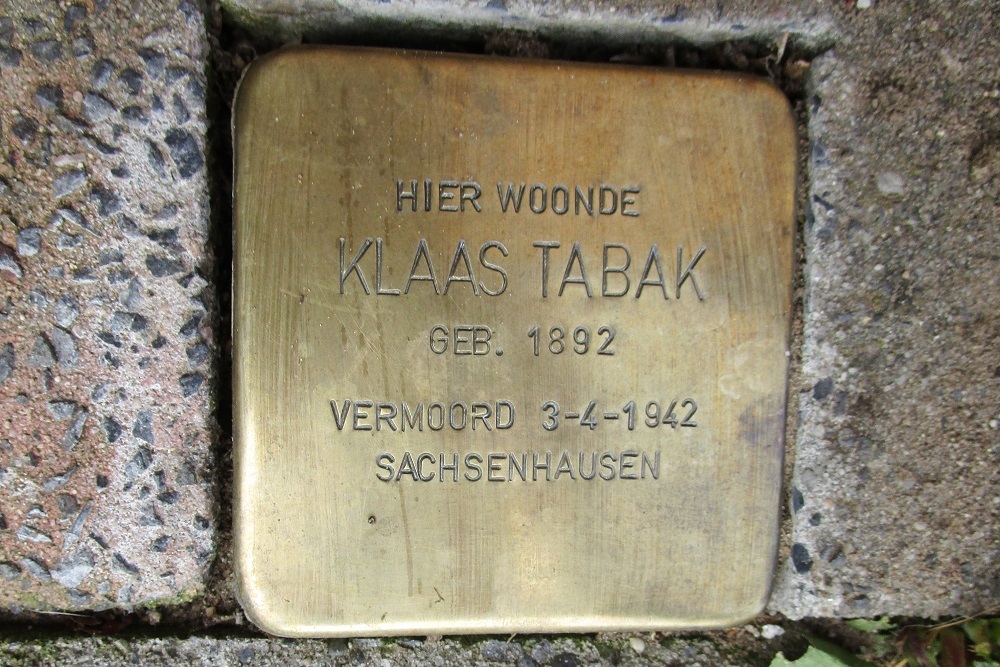 HIER WOONDE
KLAAS TABAK
GEB. 1892
VERMOORD 3-4-1942
SACHSENHAUSEN